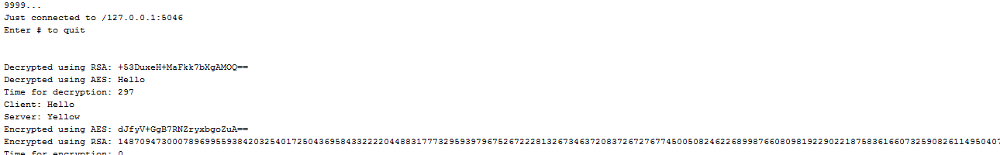 9999...
Just connected to /127.0.0.1:5046
Enter # to quit
Decrypted using RSA: +53DuxeH+MaFkk7bXgAMOQ==
Decrypted using AES: Hello
Time for decryption: 297
Client: Hello
Server: Yellow
Encrypted using AES: dJfyV+GgB7RNZryxbgoZuA==
Encrypted using RSA: 148709473000789699559384203254017250436958433222204488317773295939796752672228132673463720837267276774500508246226899876608098192290221875836166073259082611495040?
Time for encryption: 0